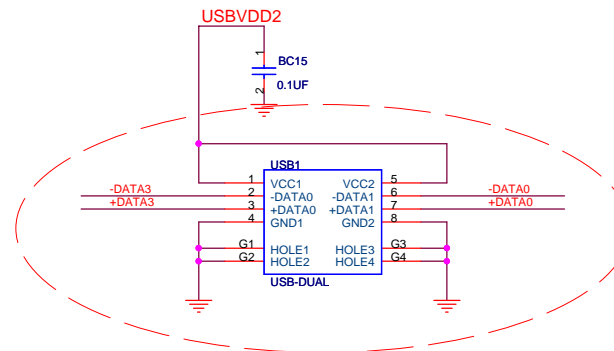 USBVDD2
1
BC15
2
0.1UF
USB1
1 VCC1 VCC2 5
-DATA3 2 -DATA0 -DATA1 6 -DATA0
+DATA3 3 +DATA0 +DATA1 7 +DATA0
4 GND1 GND2 8
G1 HOLE1 HOLE3 G3
G2 HOLE2 HOLE4 G4
USB-DUAL